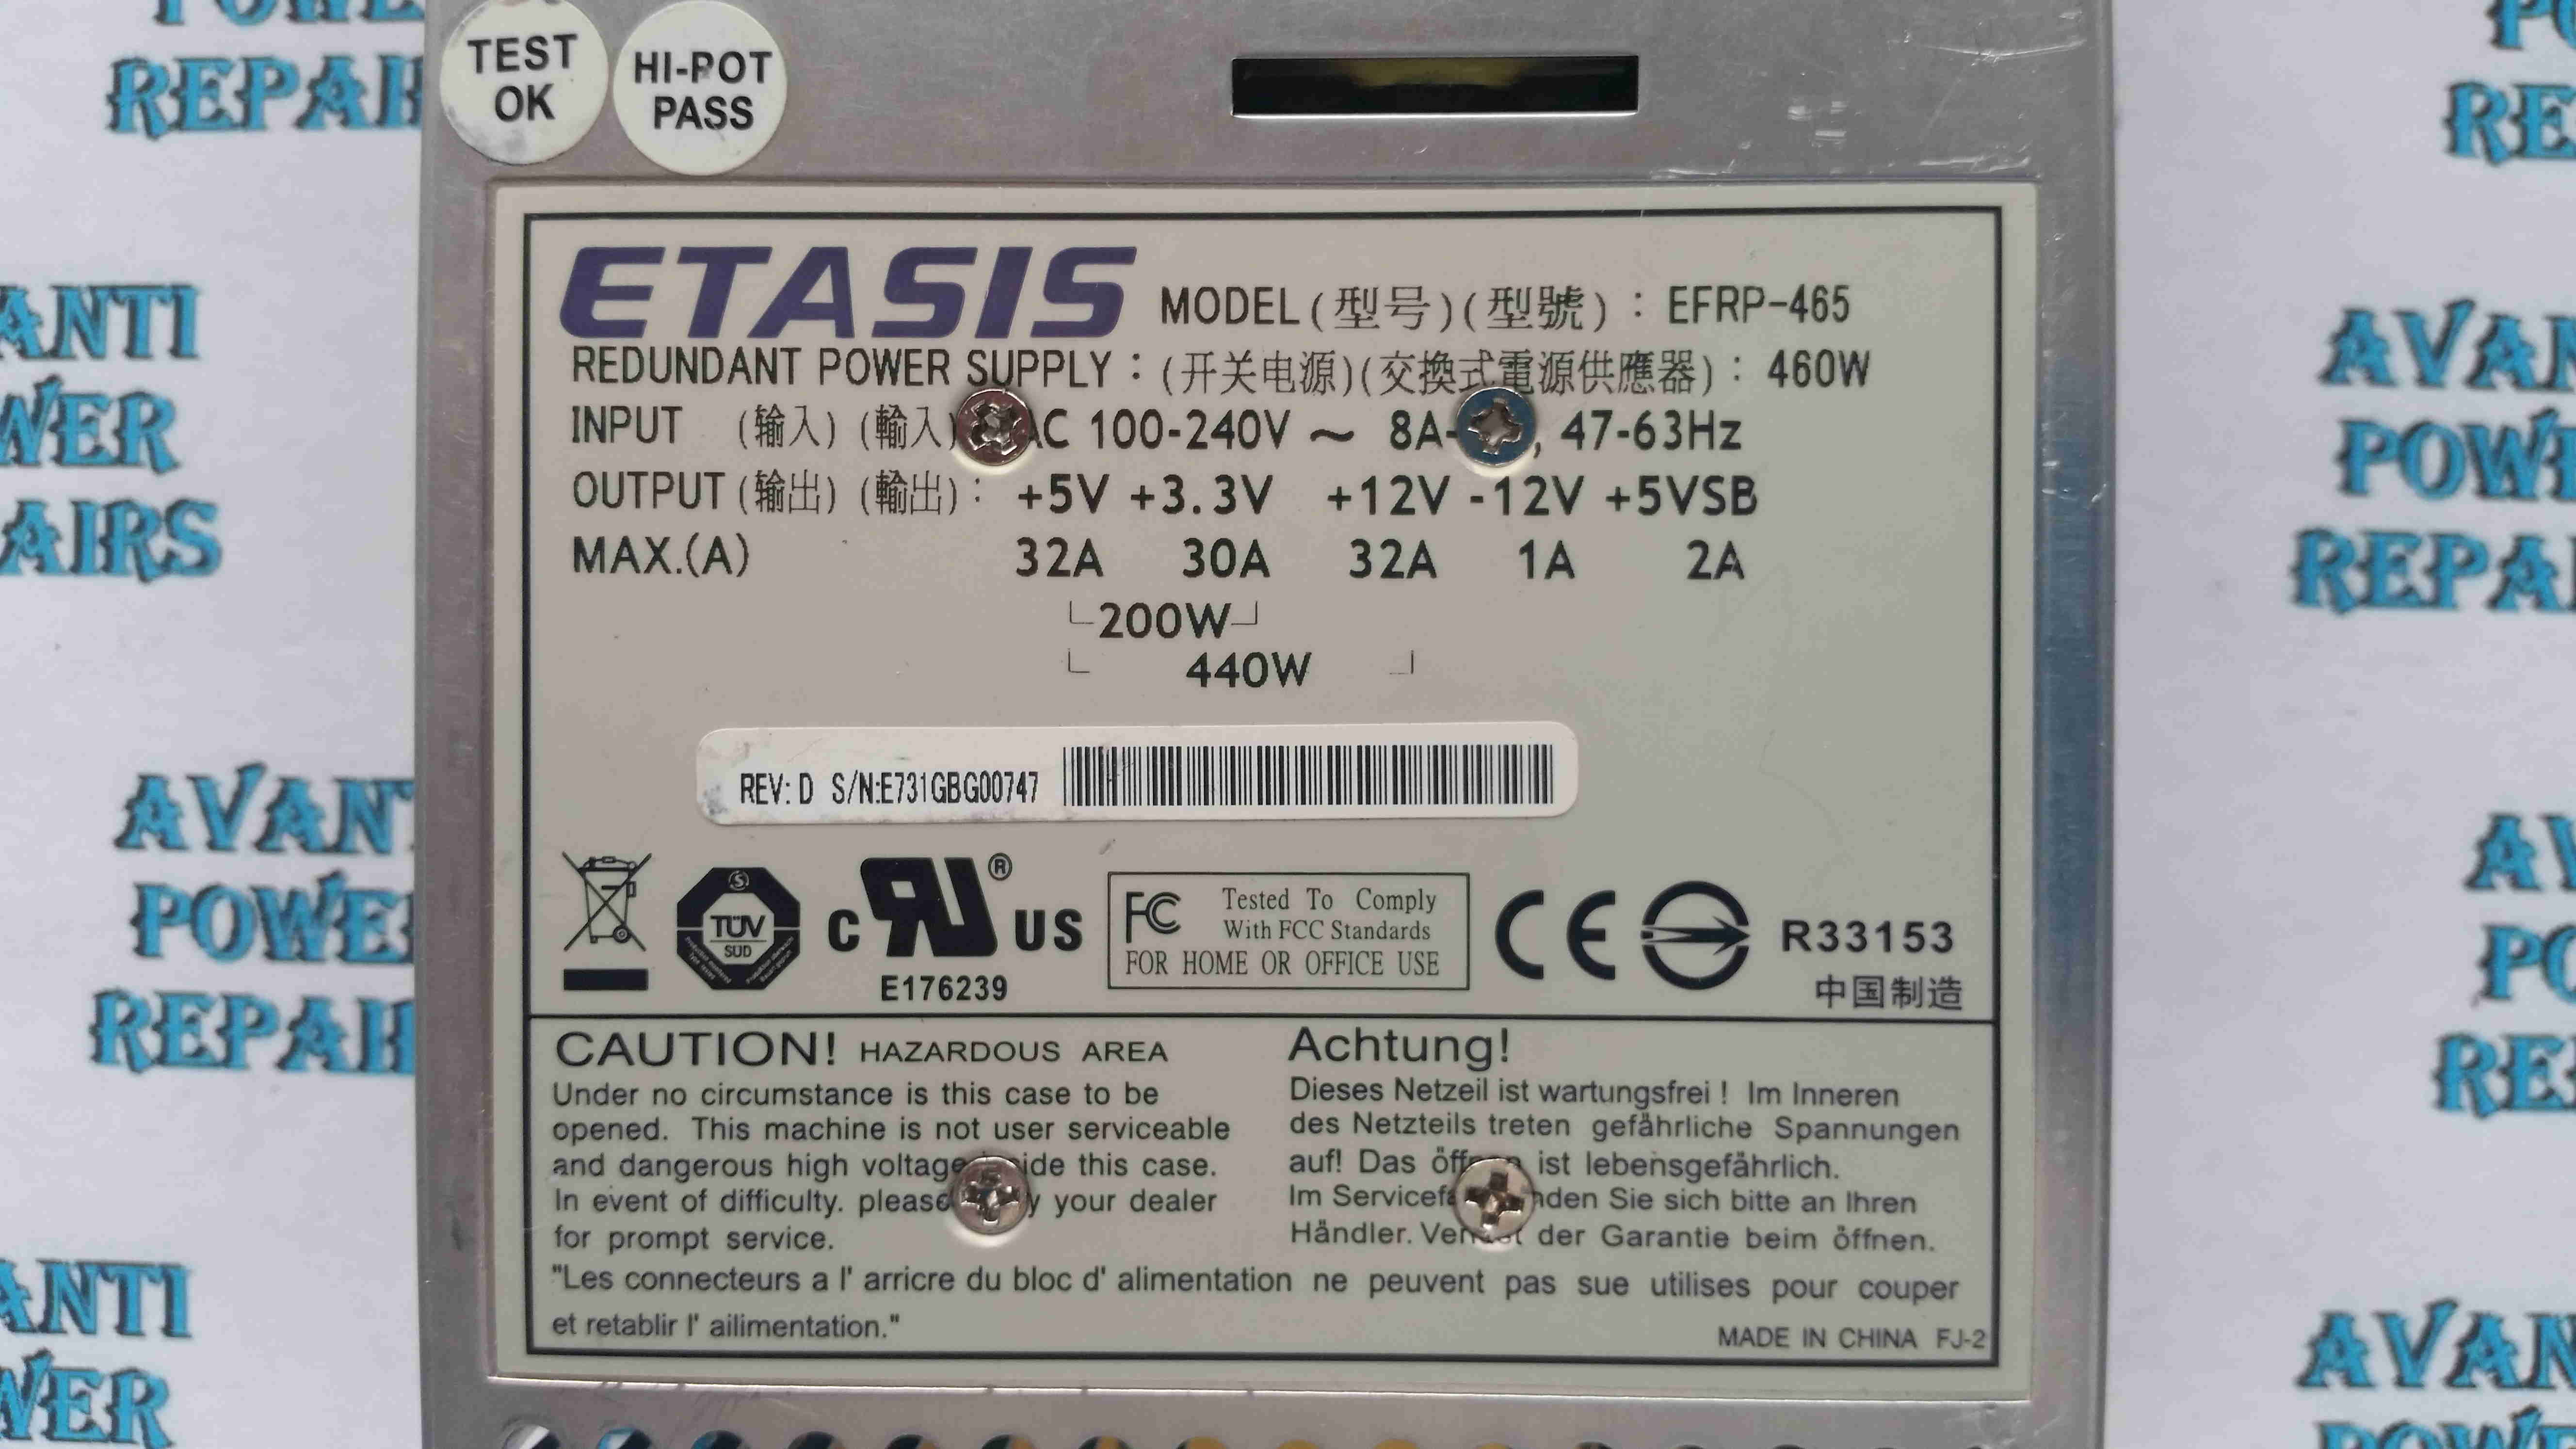 TEST
OK
HI-POT
PASS
ETASIS
MODEL(型号)(型號): EFRP-465
REDUNDANT POWER SUPPLY:(开关电源)(交換式電源供應器): 460W
INPUT (输入) (輸入) AC 100-240V ~ 8A- , 47-63Hz
OUTPUT(输出) (輸出): +5V +3.3V +12V -12V +5VSB
MAX.(A) 32A 30A 32A 1A 2A
200W
440W
REV: D S/N:E731GBG00747
TÜV
SÜD
C US ®
E176239
FC Tested To Comply
With FCC Standards
FOR HOME OR OFFICE USE
CE
R33153
中国制造
CAUTION! HAZARDOUS AREA
Under no circumstance is this case to be
opened. This machine is not user serviceable
and dangerous high voltage this case.
In event of difficulty. please your dealer
for prompt service.
Achtung!
Dieses Netzeil ist wartungsfrei ! Im Inneren
des Netzteils treten gefährliche Spannungen
auf! Das ist lebensgefährlich.
Im Sie sich bitte an Ihren
Händler. der Garantie beim öffnen.
"Les connecteurs a l' arricre du bloc d' alimentation ne peuvent pas sue utilises pour couper
et retablir l' ailimentation."
MADE IN CHINA FJ-2
AVANTI
POWER
REPAIRS